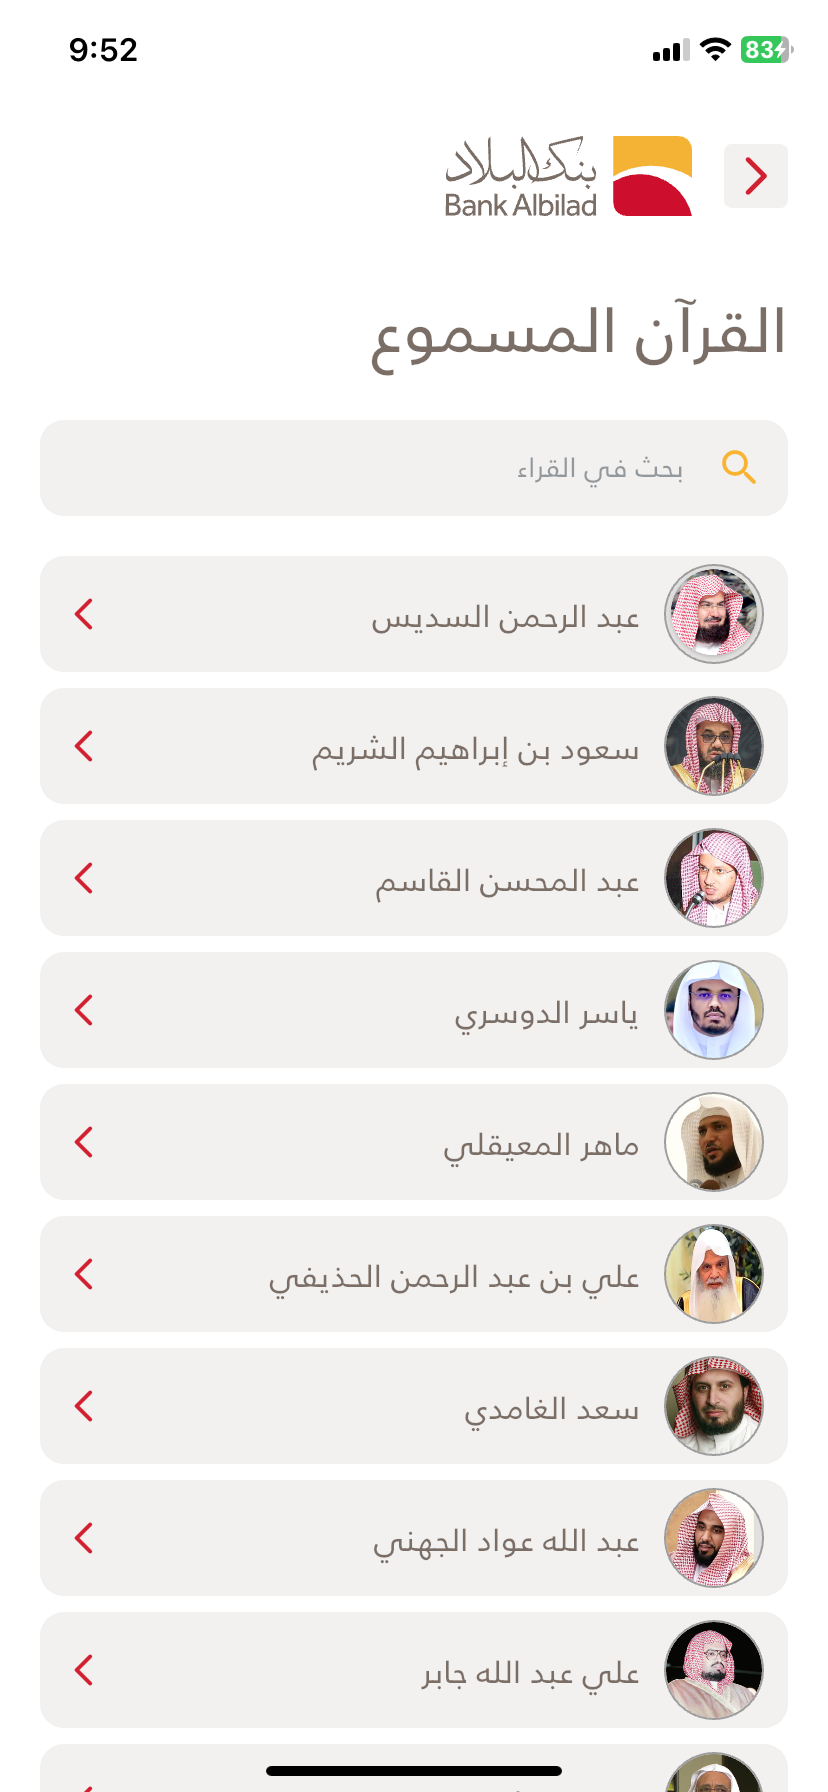 9:52
83
بنك البلاد
Bank Albilad
القرآن المسموع
بحث في القراء
عبد الرحمن السديس
سعود بن إبراهيم الشريم
عبد المحسن القاسم
ياسر الدوسري
ماهر المعيقلي
علي بن عبد الرحمن الحذيفي
سعد الغامدي
عبد الله عواد الجهني
علي عبد الله جابر